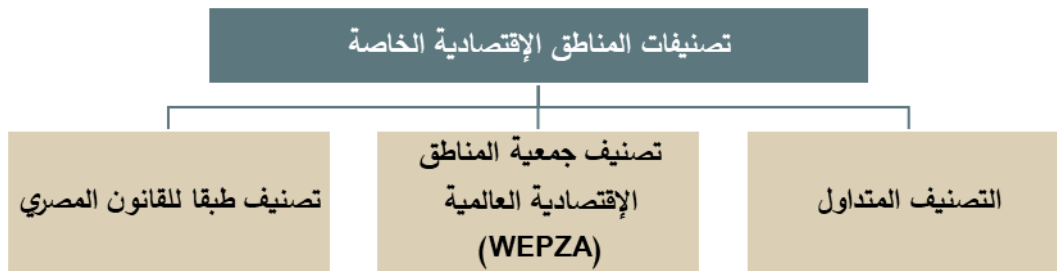 تصنيفات المناطق الإقتصادية الخاصة
التصنيف المتداول
تصنيف جمعية المناطق
الإقتصادية العالمية
(WEPZA)
تصنيف طبقا للقانون المصري